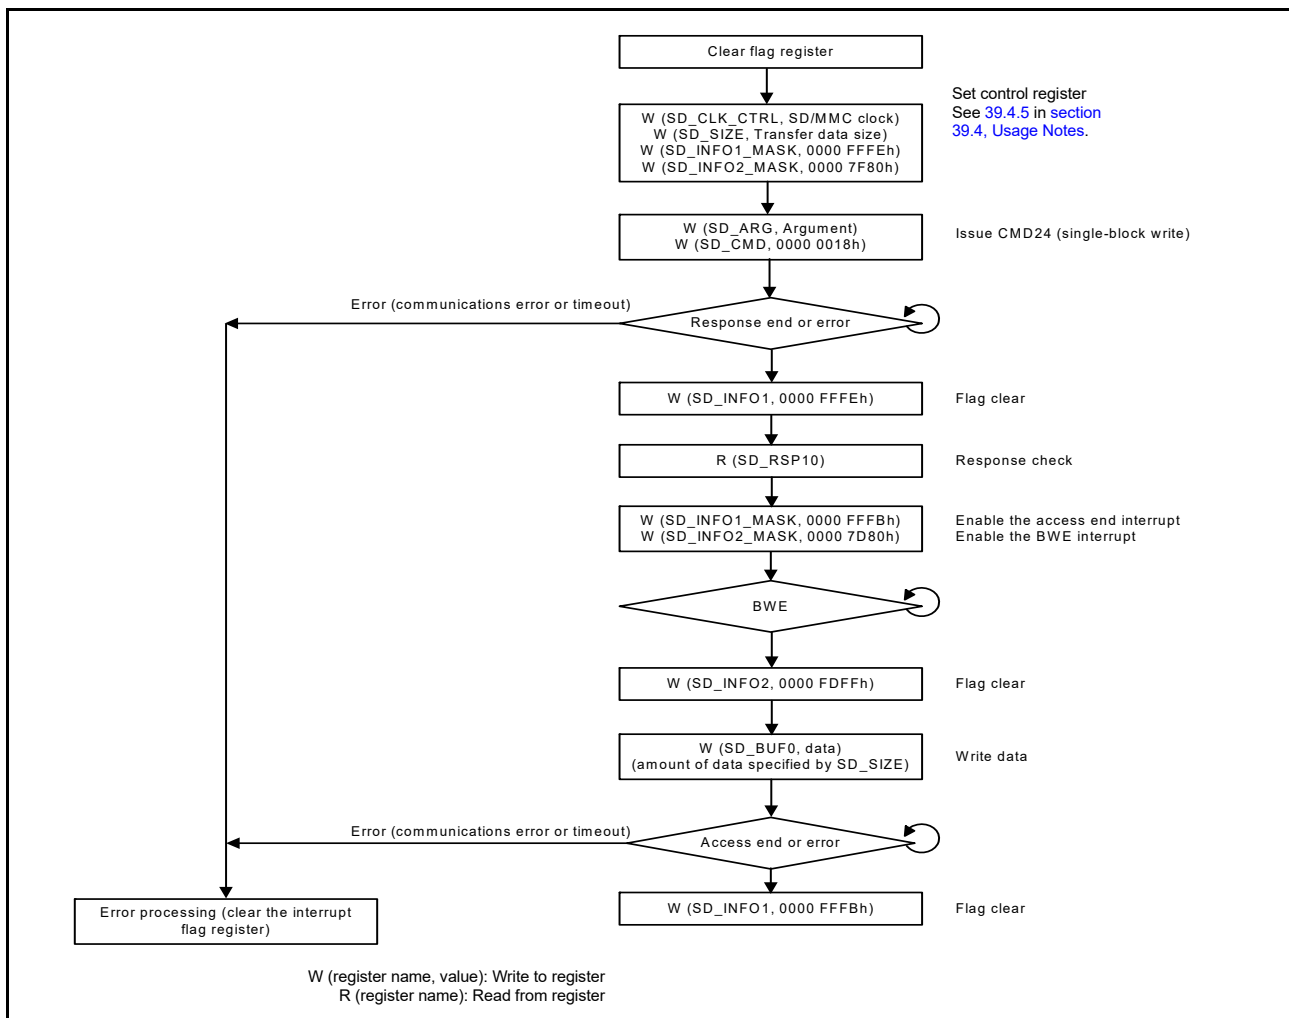 Clear flag register
Set control register
See 39.4.5 in section
39.4, Usage Notes.
W (SD_CLK_CTRL, SD/MMC clock)
W (SD_SIZE, Transfer data size)
W (SD_INFO1_MASK, 0000 FFFEh)
W (SD_INFO2_MASK, 0000 7F80h)
W (SD_ARG, Argument)
W (SD_CMD, 0000 0018h)
Issue CMD24 (single-block write)
Error (communications error or timeout)
Response end or error
W (SD_INFO1, 0000 FFFEh)
Flag clear
R (SD_RSP10)
Response check
W (SD_INFO1_MASK, 0000 FFFBh)
W (SD_INFO2_MASK, 0000 7D80h)
Enable the access end interrupt
Enable the BWE interrupt
BWE
W (SD_INFO2, 0000 FDFFh)
Flag clear
W (SD_BUF0, data)
(amount of data specified by SD_SIZE)
Write data
Error (communications error or timeout)
Access end or error
Error processing (clear the interrupt
flag register)
W (SD_INFO1, 0000 FFFBh)
Flag clear
W (register name, value): Write to register
R (register name): Read from register